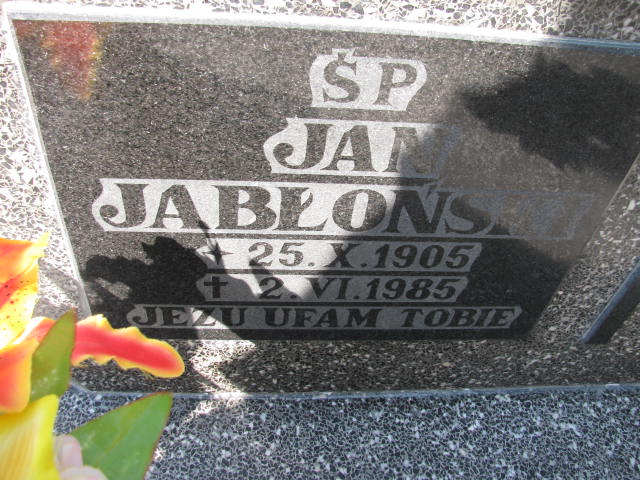 ŚP
JAN
JABŁOŃSKI
* 25. X. 1905
† 2. VI. 1985
JEZU UFAM TOBIE